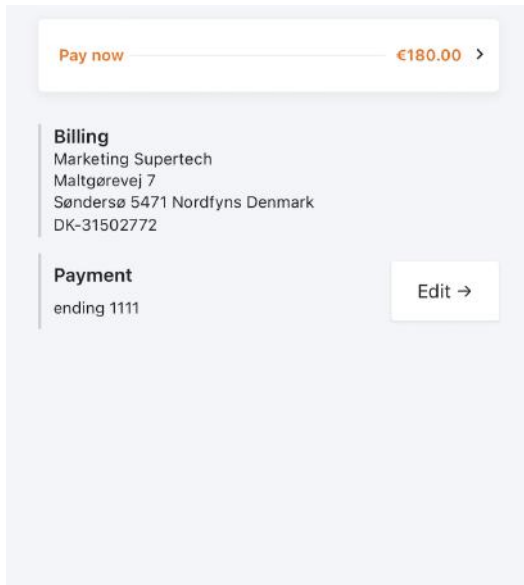 Pay now €180.00
Billing
Marketing Supertech
Maltgørevej 7
Søndersø 5471 Nordfyns Denmark
DK-31502772
Payment
ending 1111
Edit →